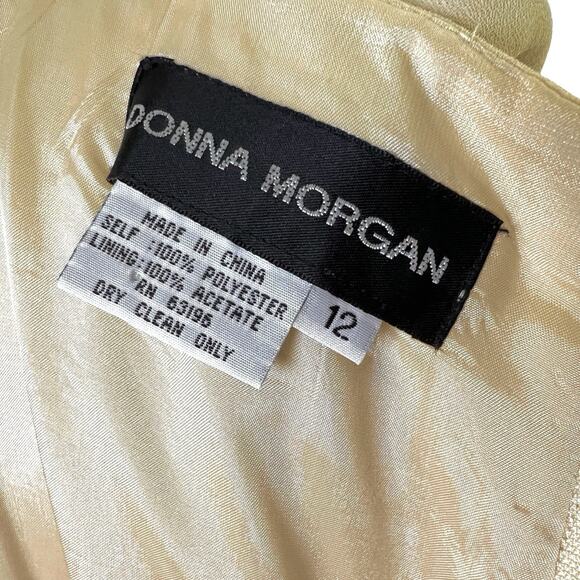 DONNA MORGAN
MADE IN CHINA
SELF :100% POLYESTER
LINING:100% ACETATE
RN 63196
DRY CLEAN ONLY
12